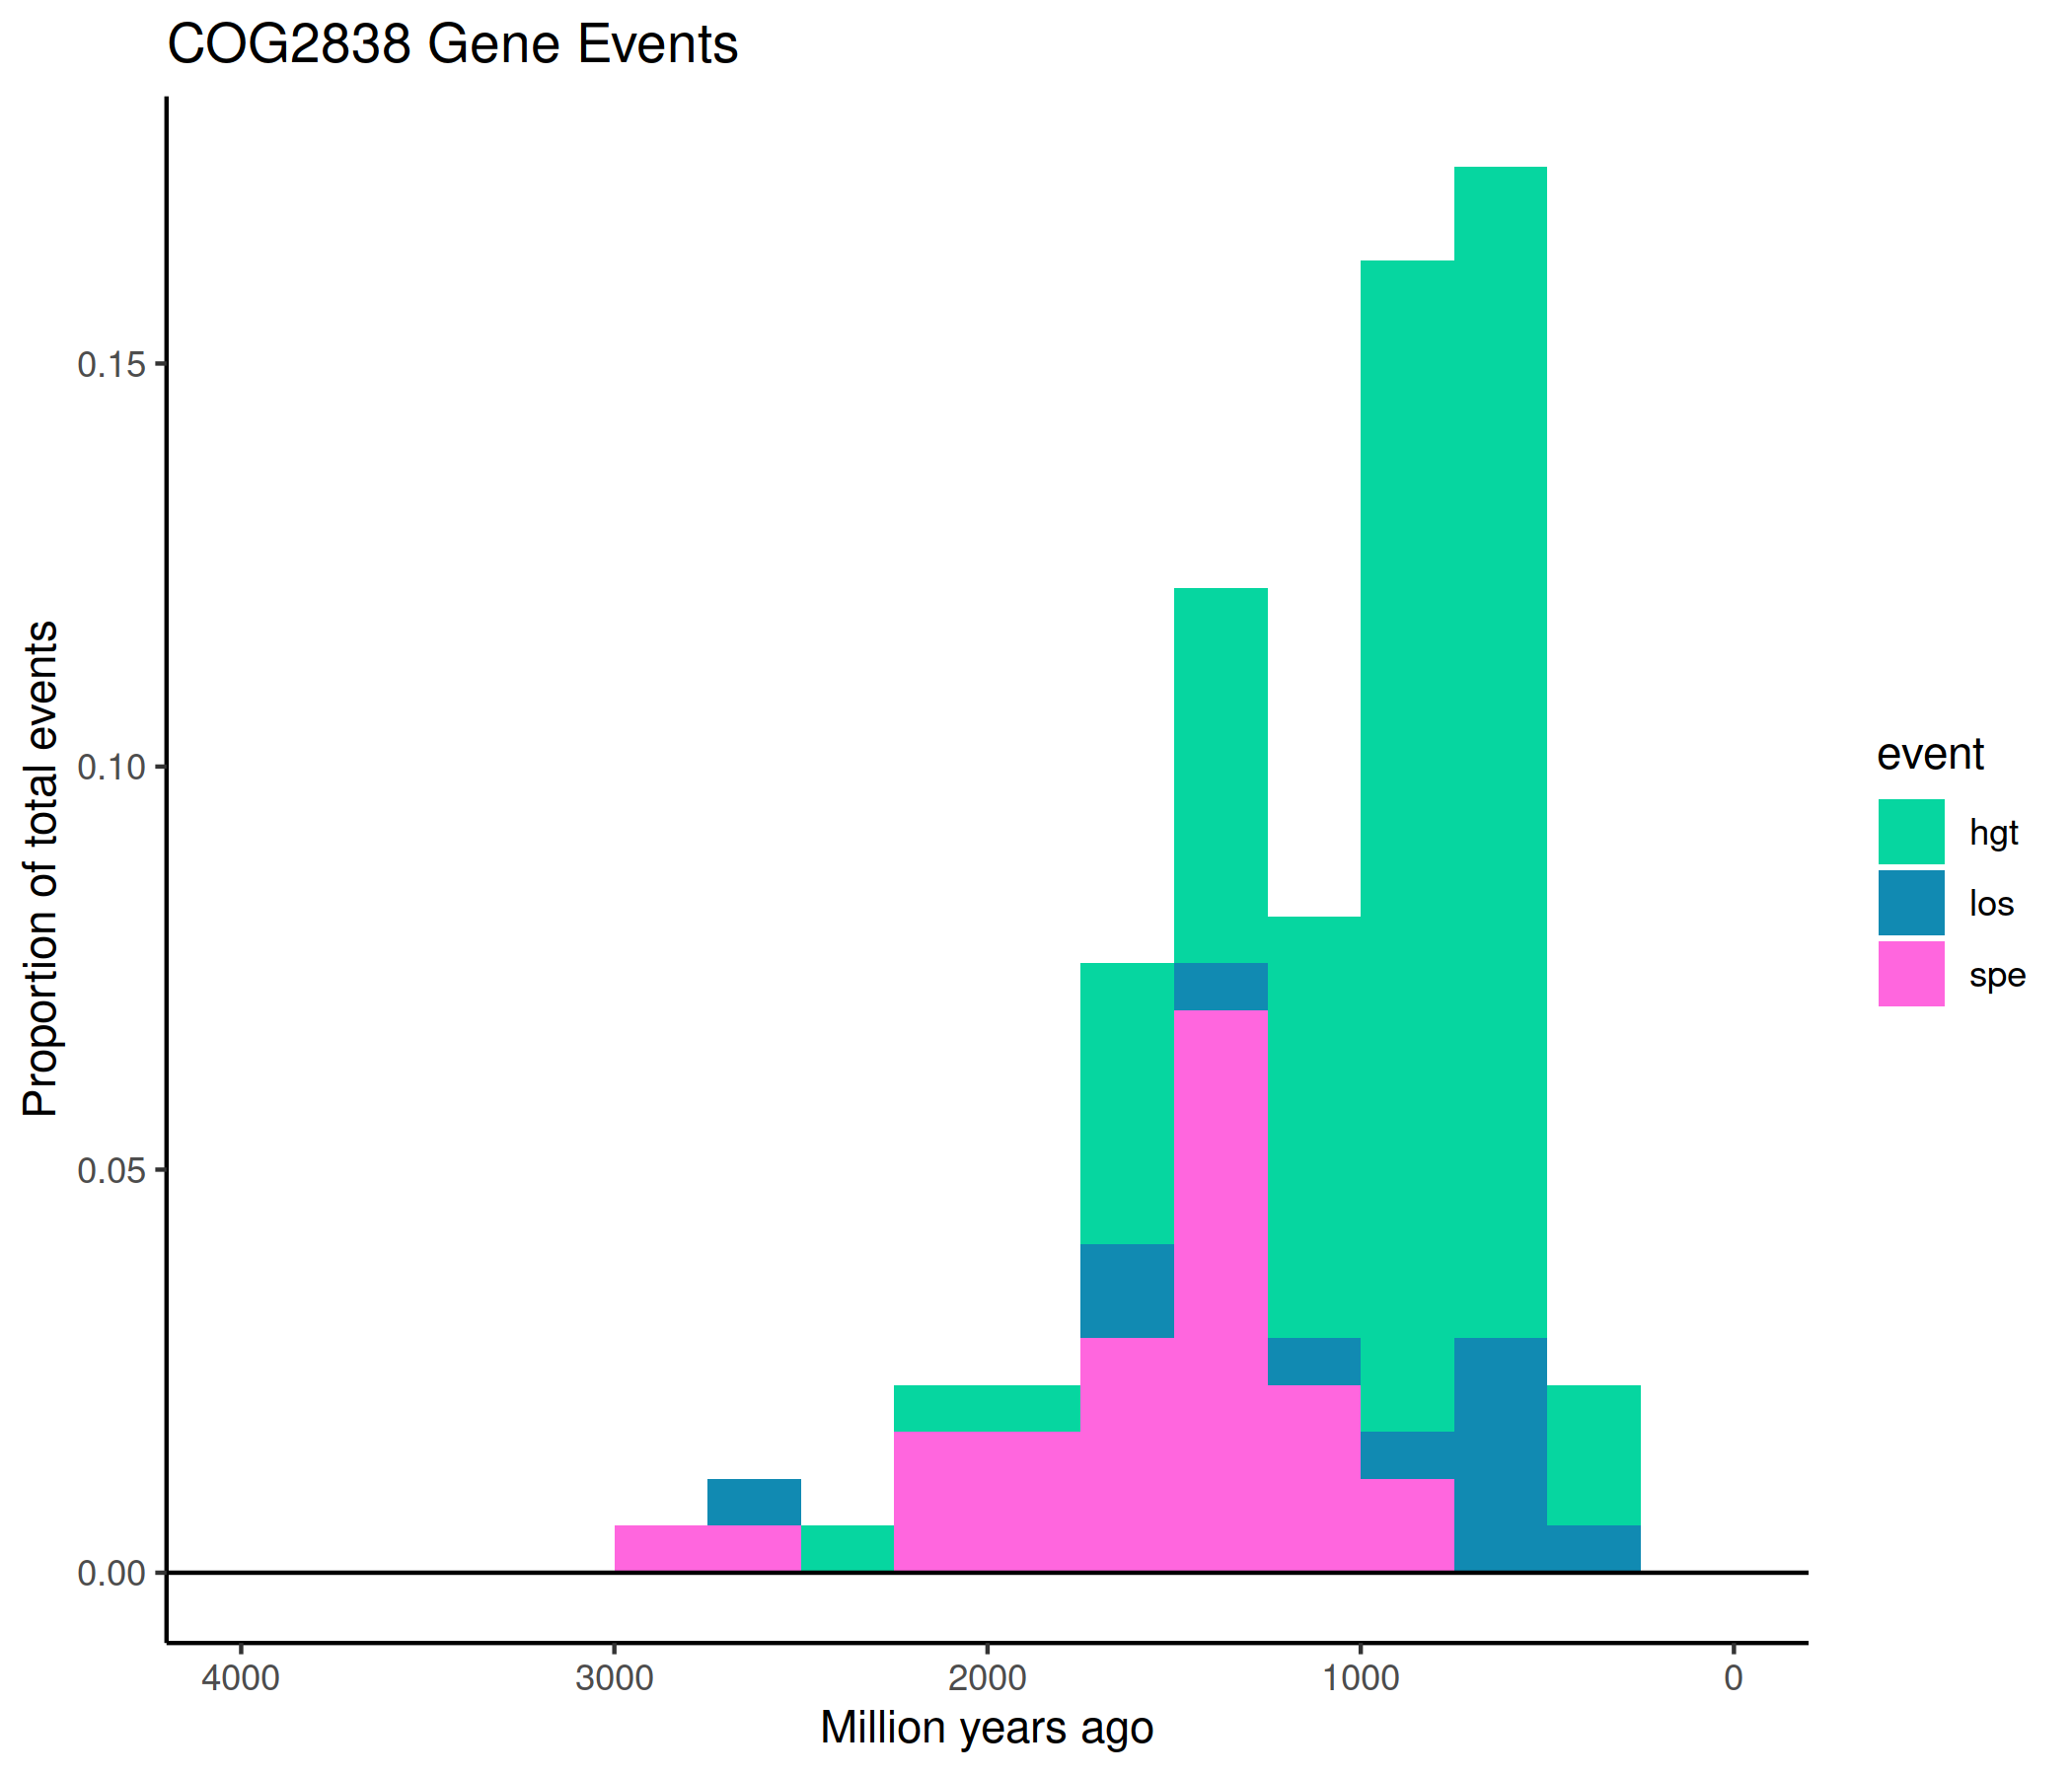 COG2838 Gene Events
Proportion of total events
0.15
0.10
0.05
0.00
4000 3000 2000 1000 0
Million years ago
event
hgt
los
spe